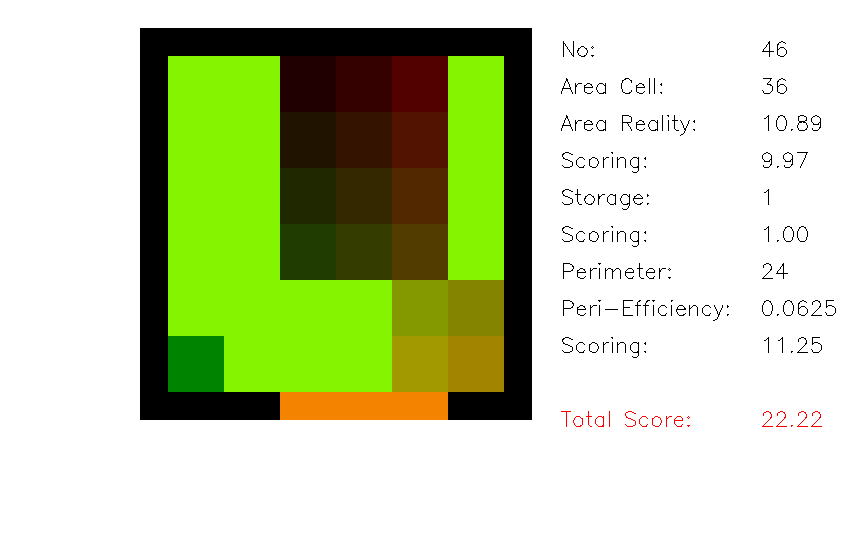 No: 46
Area Cell: 36
Area Reality: 10.89
Scoring: 9.97
Storage: 1
Scoring: 1.00
Perimeter: 24
Peri-Efficiency: 0.0625
Scoring: 11.25
Total Score: 22.22